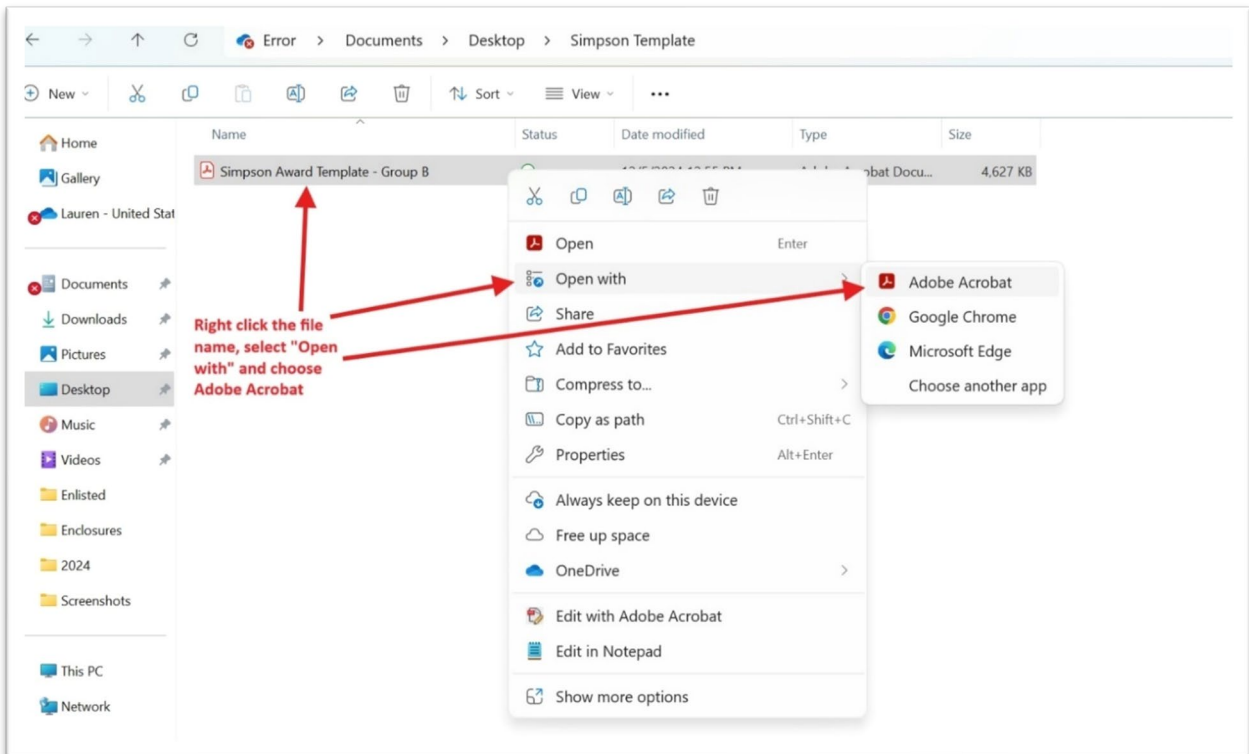 Error > Documents > Desktop > Simpson Template
New Sort View ...
Name Status Date modified Type Size
Simpson Award Template - Group B Docu... 4,627 KB
Home
Gallery
Lauren - United Stat
Documents
Downloads
Pictures
Desktop
Music
Videos
Enlisted
Enclosures
2024
Screenshots
This PC
Network
Right click the file
name, select "Open
with" and choose
Adobe Acrobat
Open Enter
Open with >
Share
Add to Favorites
Compress to... >
Copy as path Ctrl+Shift+C
Properties Alt+Enter
Always keep on this device
Free up space
OneDrive >
Edit with Adobe Acrobat
Edit in Notepad
Show more options
Adobe Acrobat
Google Chrome
Microsoft Edge
Choose another app